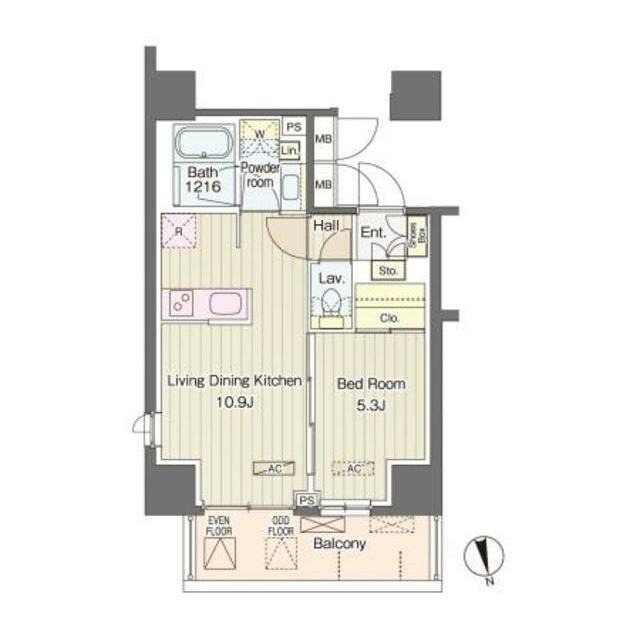 W
PS
MB
Lin.
Bath
1216
Powder
room
MB
Hall
Ent.
Shoes
Box
R
Lav.
Sto.
Clo.
Living Dining Kitchen
10.9J
Bed Room
5.3J
AC
AC
PS
EVEN
FLOOR
ODD
FLOOR
Balcony
N